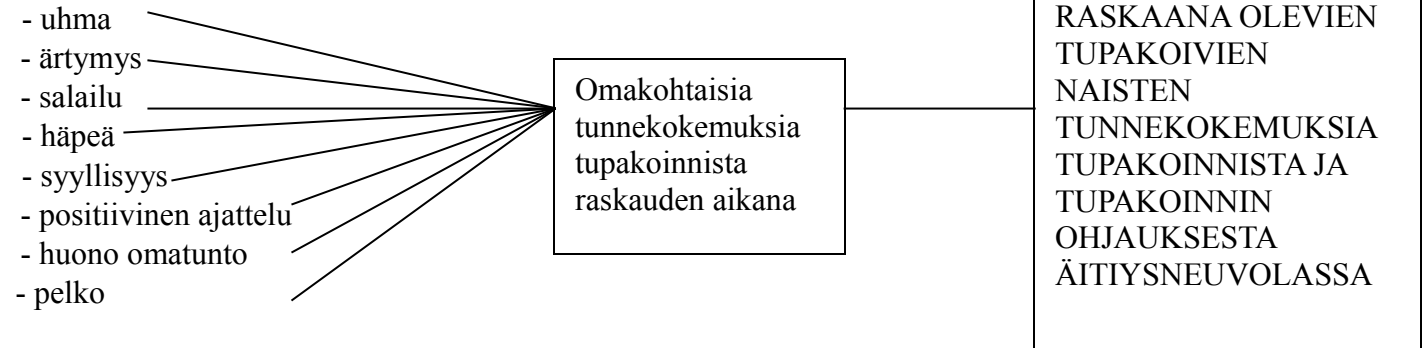 - uhma
- ärtymys
- salailu
- häpeä
- syyllisyys
- positiivinen ajattelu
- huono omatunto
- pelko
Omakohtaisia
tunnekokemuksia
tupakoinnista
raskauden aikana
RASKAANA OLEVIEN
TUPAKOIVIEN
NAISTEN
TUNNEKOKEMUKSIA
TUPAKOINNISTA JA
TUPAKOINNIN
OHJAUKSESTA
ÄITIYSNEUVOLASSA